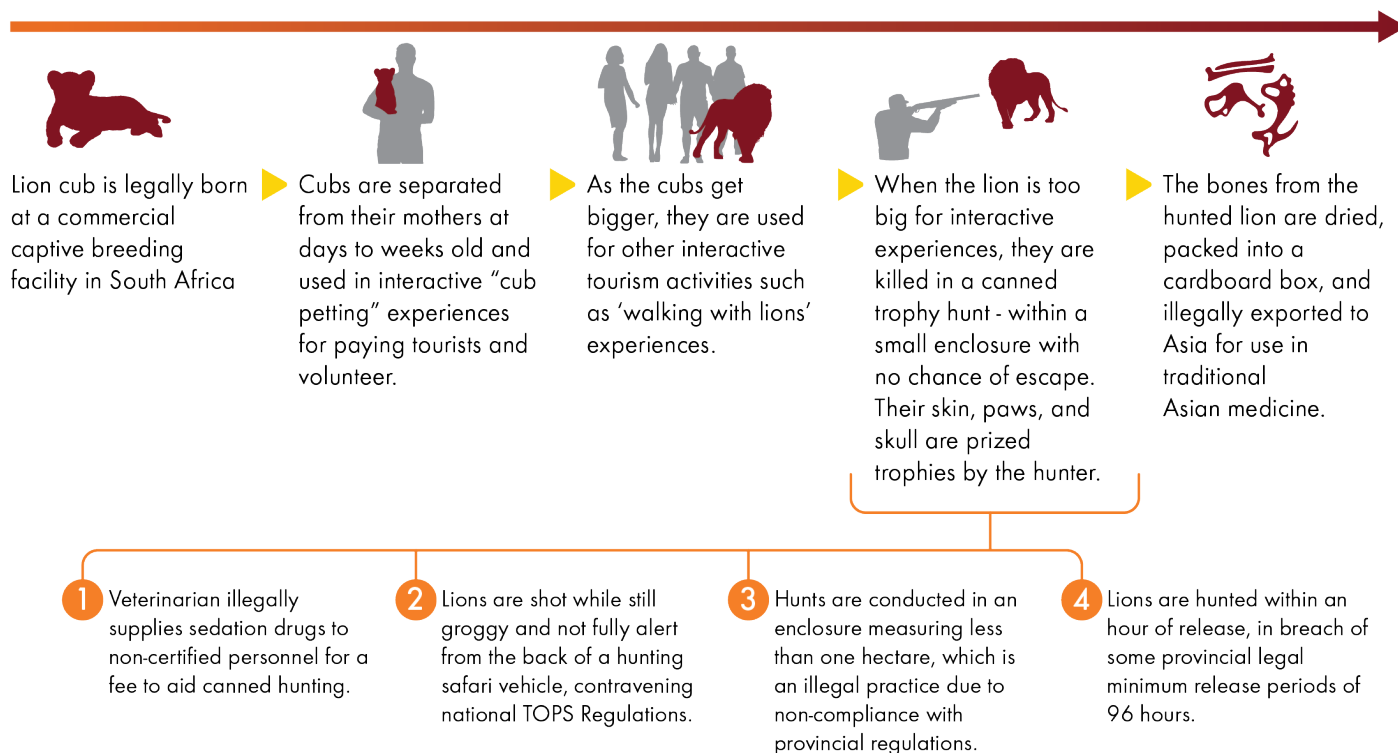 Lion cub is legally born
at a commercial
captive breeding
facility in South Africa
Cubs are separated
from their mothers at
days to weeks old and
used in interactive “cub
petting” experiences
for paying tourists and
volunteer.
As the cubs get
bigger, they are used
for other interactive
tourism activities such
as ‘walking with lions’
experiences.
When the lion is too
big for interactive
experiences, they are
killed in a canned
trophy hunt - within a
small enclosure with
no chance of escape.
Their skin, paws, and
skull are prized
trophies by the hunter.
The bones from the
hunted lion are dried,
packed into a
cardboard box, and
illegally exported to
Asia for use in
traditional
Asian medicine.
1
Veterinarian illegally
supplies sedation drugs to
non-certified personnel for a
fee to aid canned hunting.
2
Lions are shot while still
groggy and not fully alert
from the back of a hunting
safari vehicle, contravening
national TOPS Regulations.
3
Hunts are conducted in an
enclosure measuring less
than one hectare, which is
an illegal practice due to
non-compliance with
provincial regulations.
4
Lions are hunted within an
hour of release, in breach of
some provincial legal
minimum release periods of
96 hours.